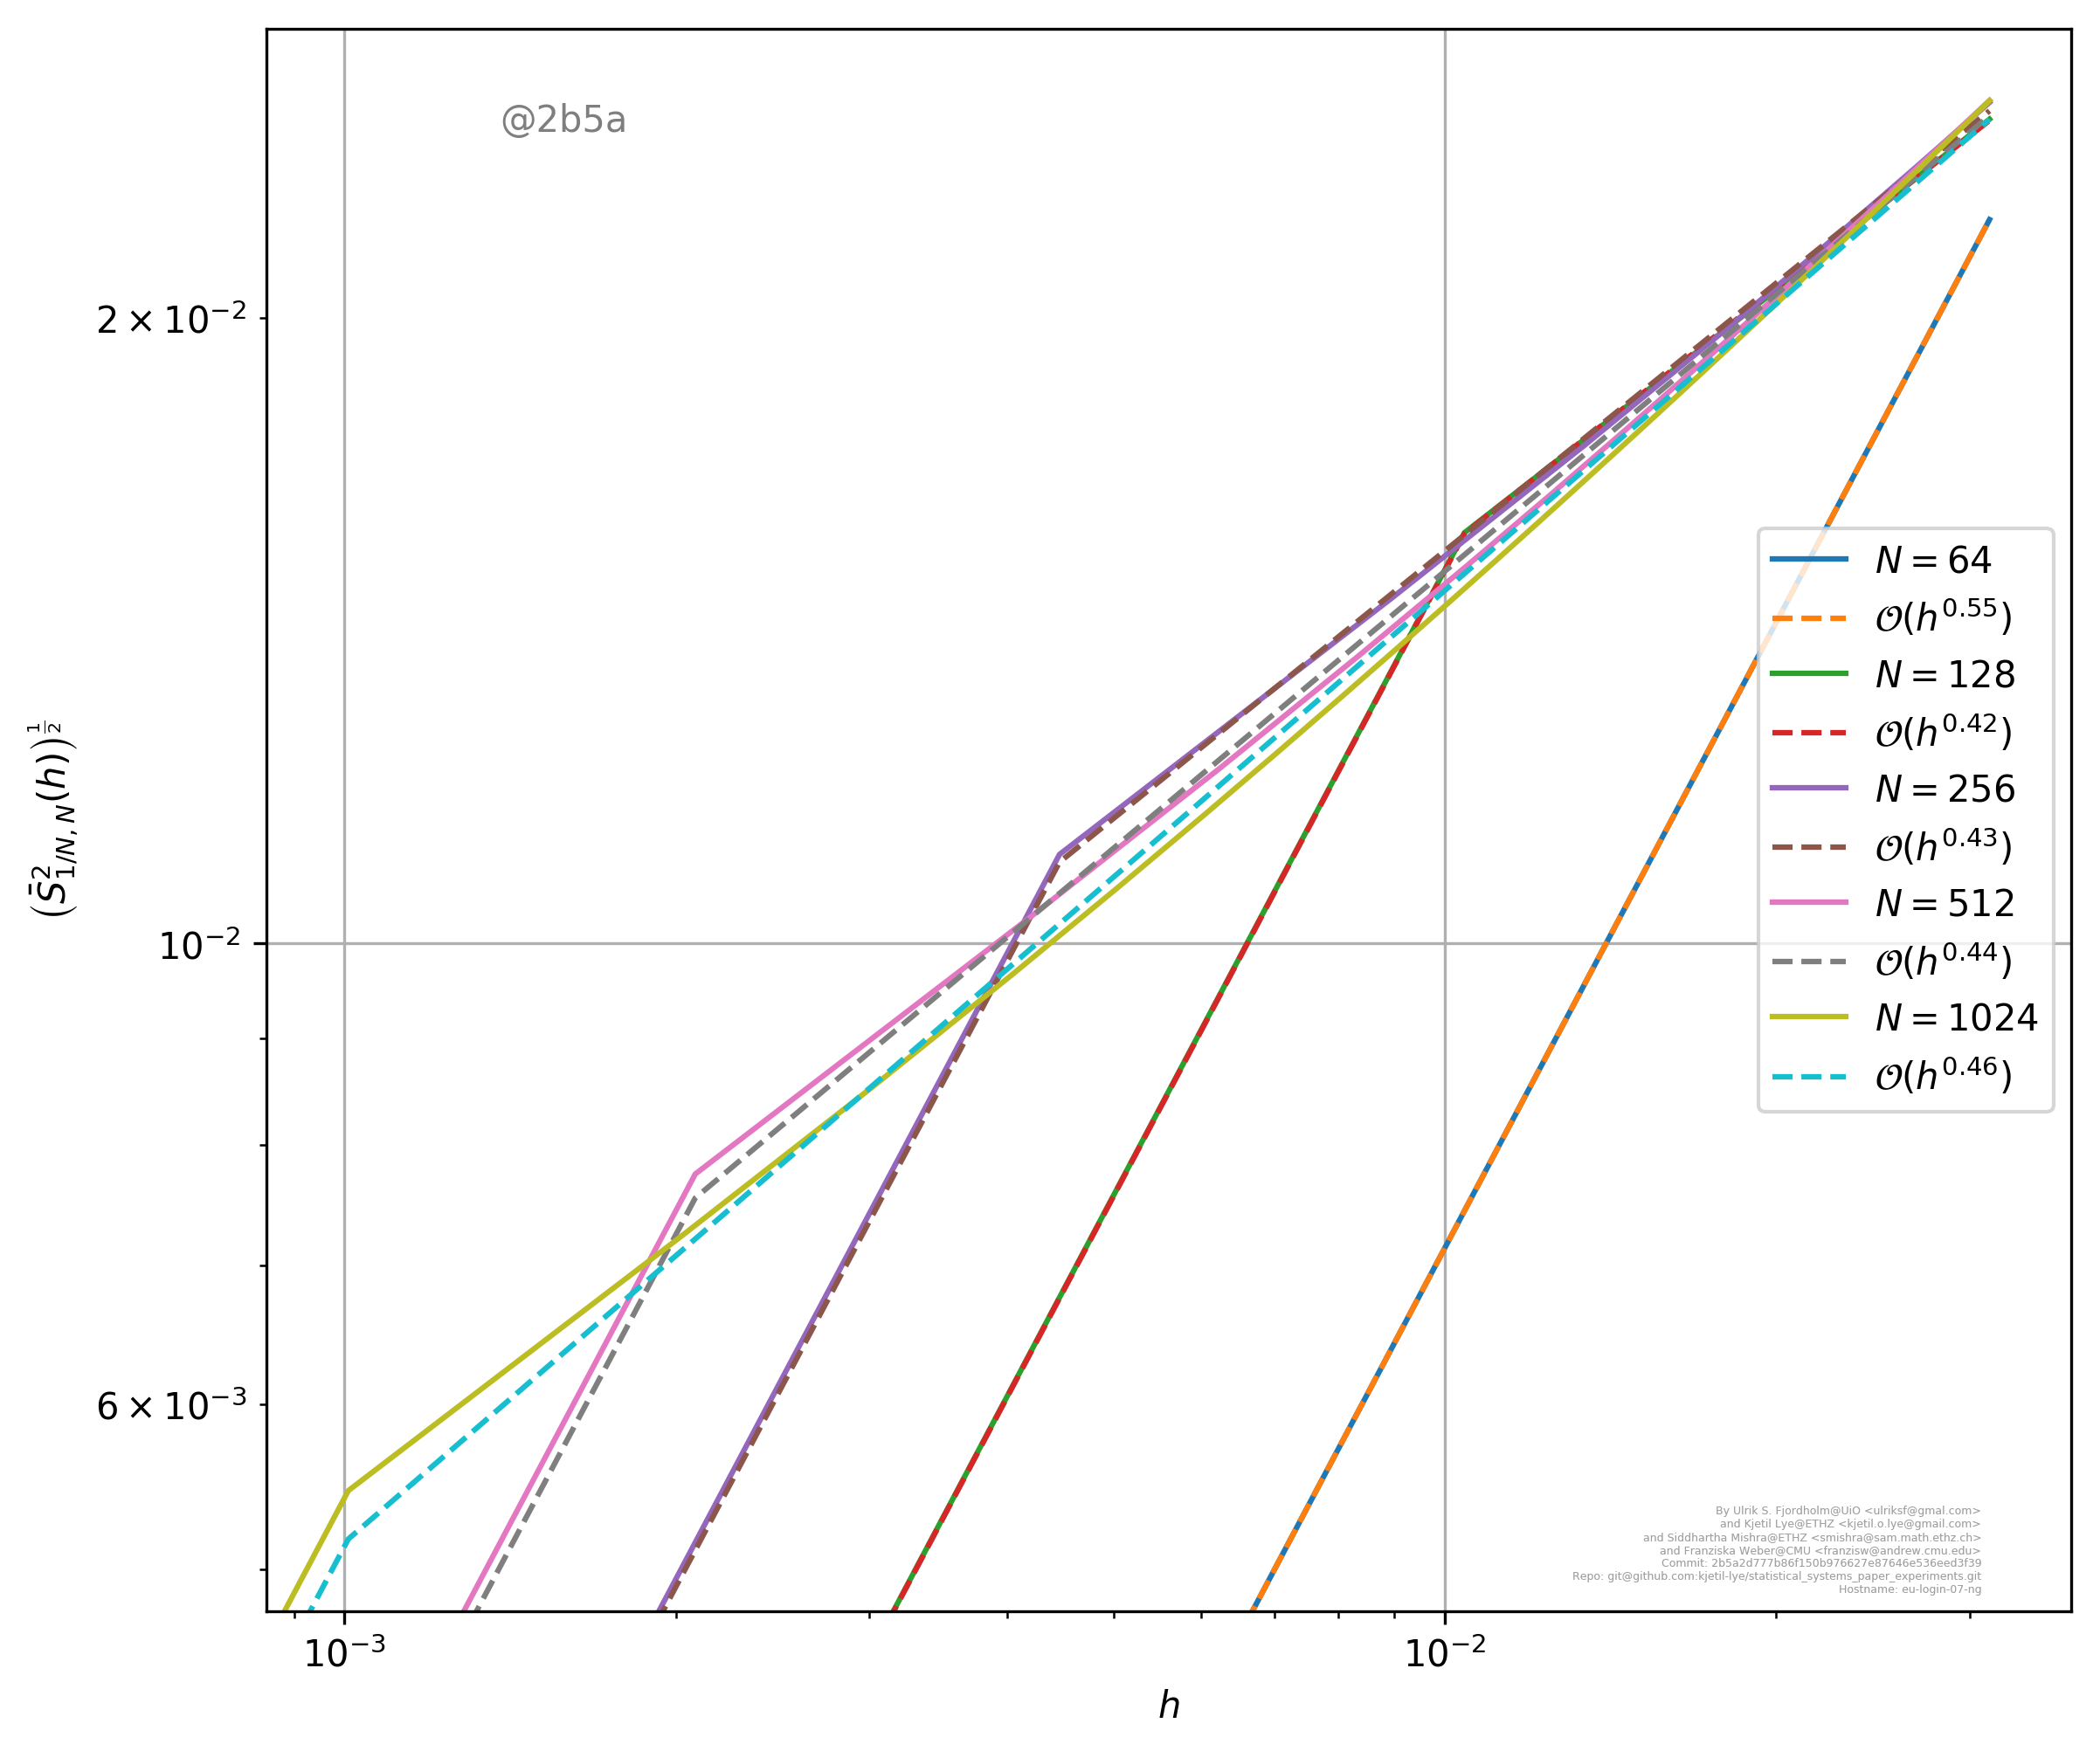 @2b5a
2 × 10⁻²
10⁻²
6 × 10⁻³
(S̄²₁/N, N(h))^½
10⁻³
10⁻²
h
N = 64
𝒪(h^0.55)
N = 128
𝒪(h^0.42)
N = 256
𝒪(h^0.43)
N = 512
𝒪(h^0.44)
N = 1024
𝒪(h^0.46)
By Ulrik S. Fjordholm@UiO <ulriksf@gmal.com>
and Kjetil Lye@ETHZ <kjetil.o.lye@gmail.com>
and Siddhartha Mishra@ETHZ <smishra@sam.math.ethz.ch>
and Franziska Weber@CMU <franzisw@andrew.cmu.edu>
Commit: 2b5a2d777b86f150b976627e87646e536eed3f39
Repo: git@github.com:kjetil-lye/statistical_systems_paper_experiments.git
Hostname: eu-login-07-ng